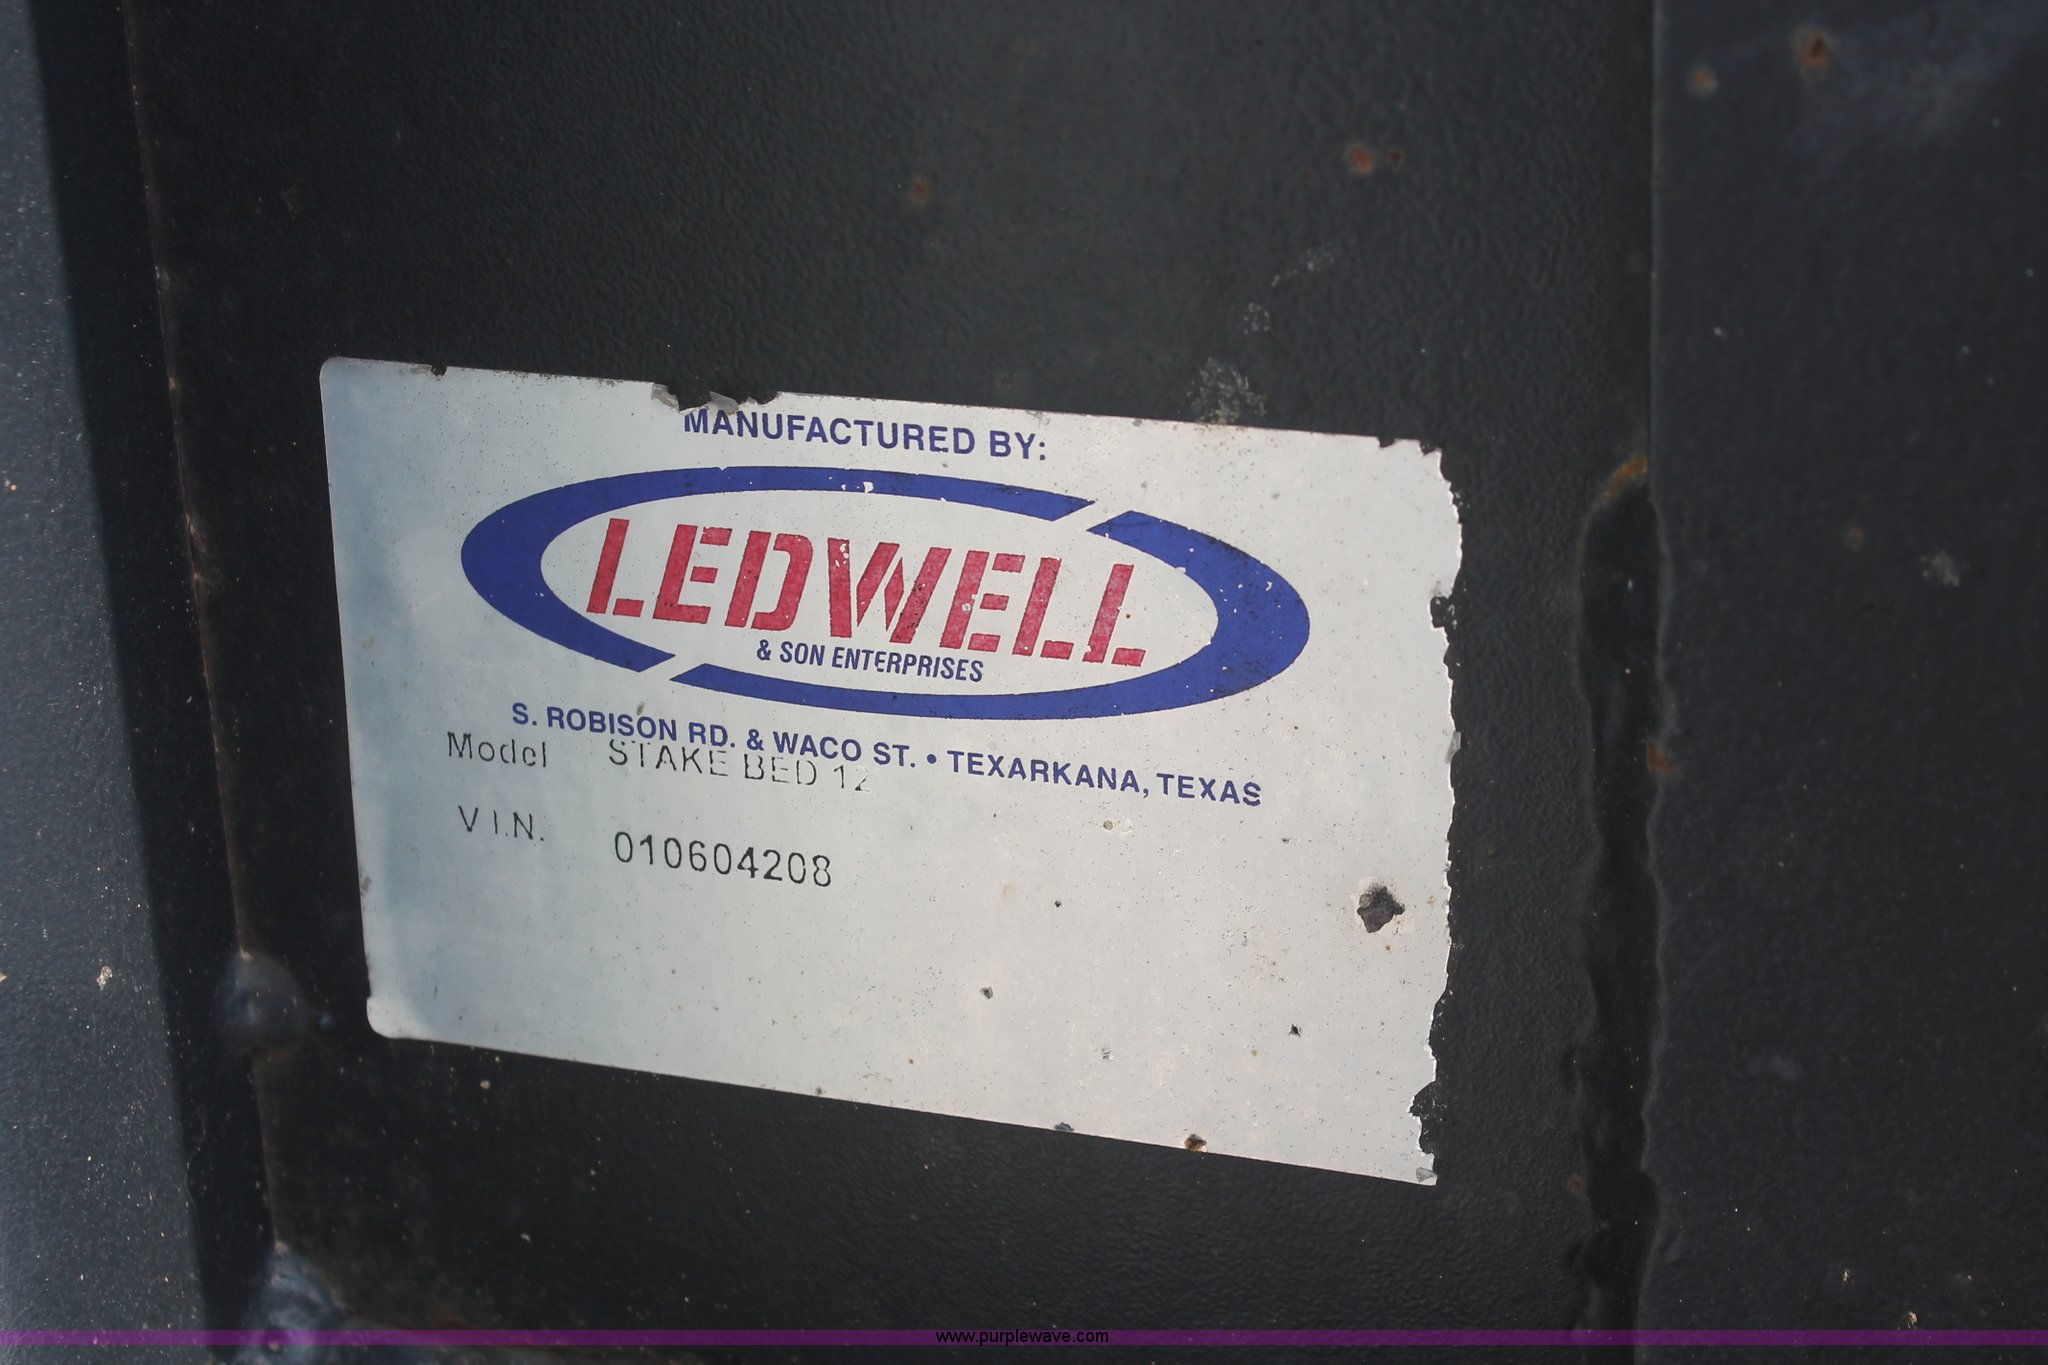 MANUFACTURED BY:
LEDWELL
& SON ENTERPRISES
S. ROBISON RD. & WACO ST. • TEXARKANA, TEXAS
Model STAKE BED 12
V.I.N. 010604208
www.purplewave.com